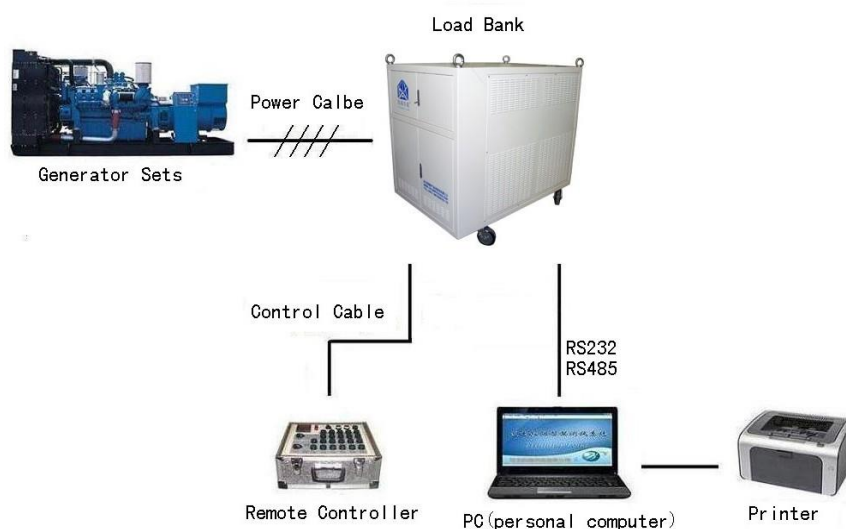 Load Bank
Power Calbe
Generator Sets
Control Cable
RS232
RS485
Remote Controller
PC(personal computer)
Printer